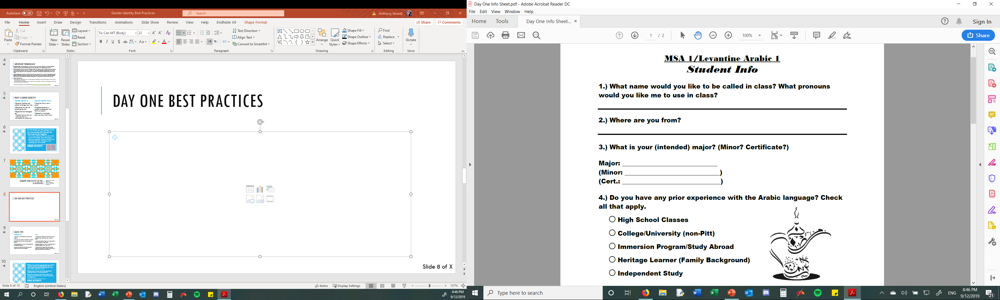 AutoSave Off
Gender Identity Best Practices
Search
Anthony Verardi
File Home Insert Draw Design Transitions Animations Slide Show Review View Help EndNote X9 Shape Format
Share Comments
Paste
Cut
Copy
Format Painter
Clipboard
New Slide
Reuse Slides
Layout
Reset
Section
Slides
Tw Cen MT (Body) 22
B I U S ab AV Aa A
Font
Paragraph
Text Direction
Align Text
Convert to SmartArt
Arrange
Quick Styles
Shape Fill
Shape Outline
Shape Effects
Drawing
Find
Replace
Select
Editing
Dictate
Voice
4
IMPORTANT TERMINOLOGY
5
WHAT IS GENDER IDENTITY?
6
GROUP ACTIVITY
7
GENDER SENSITIVITY IN THE
CLASSROOM
8
DAY ONE BEST PRACTICES
9
QUICK TIPS
10
SOLO ACTIVITY
DAY ONE BEST PRACTICES
Slide 8 of X
Slide 8 of 13 English (United States)
Notes Display Settings 107%
8:46 PM
9/12/2019
Day One Info Sheet.pdf - Adobe Acrobat Reader DC
File Edit View Window Help
Home Tools Day One Info Sheet... ×
Sign In
1 / 2
100%
Share
MSA 1/Levantine Arabic 1
Student Info
1.) What name would you like to be called in class? What pronouns
would you like me to use in class?
2.) Where are you from?
3.) What is your (intended) major? (Minor? Certificate?)
Major:
(Minor: )
(Cert.: )
4.) Do you have any prior experience with the Arabic language? Check
all that apply.
High School Classes
College/University (non-Pitt)
Immersion Program/Study Abroad
Heritage Learner (Family Background)
Independent Study
Type here to search
ENG
8:46 PM
9/12/2019
21